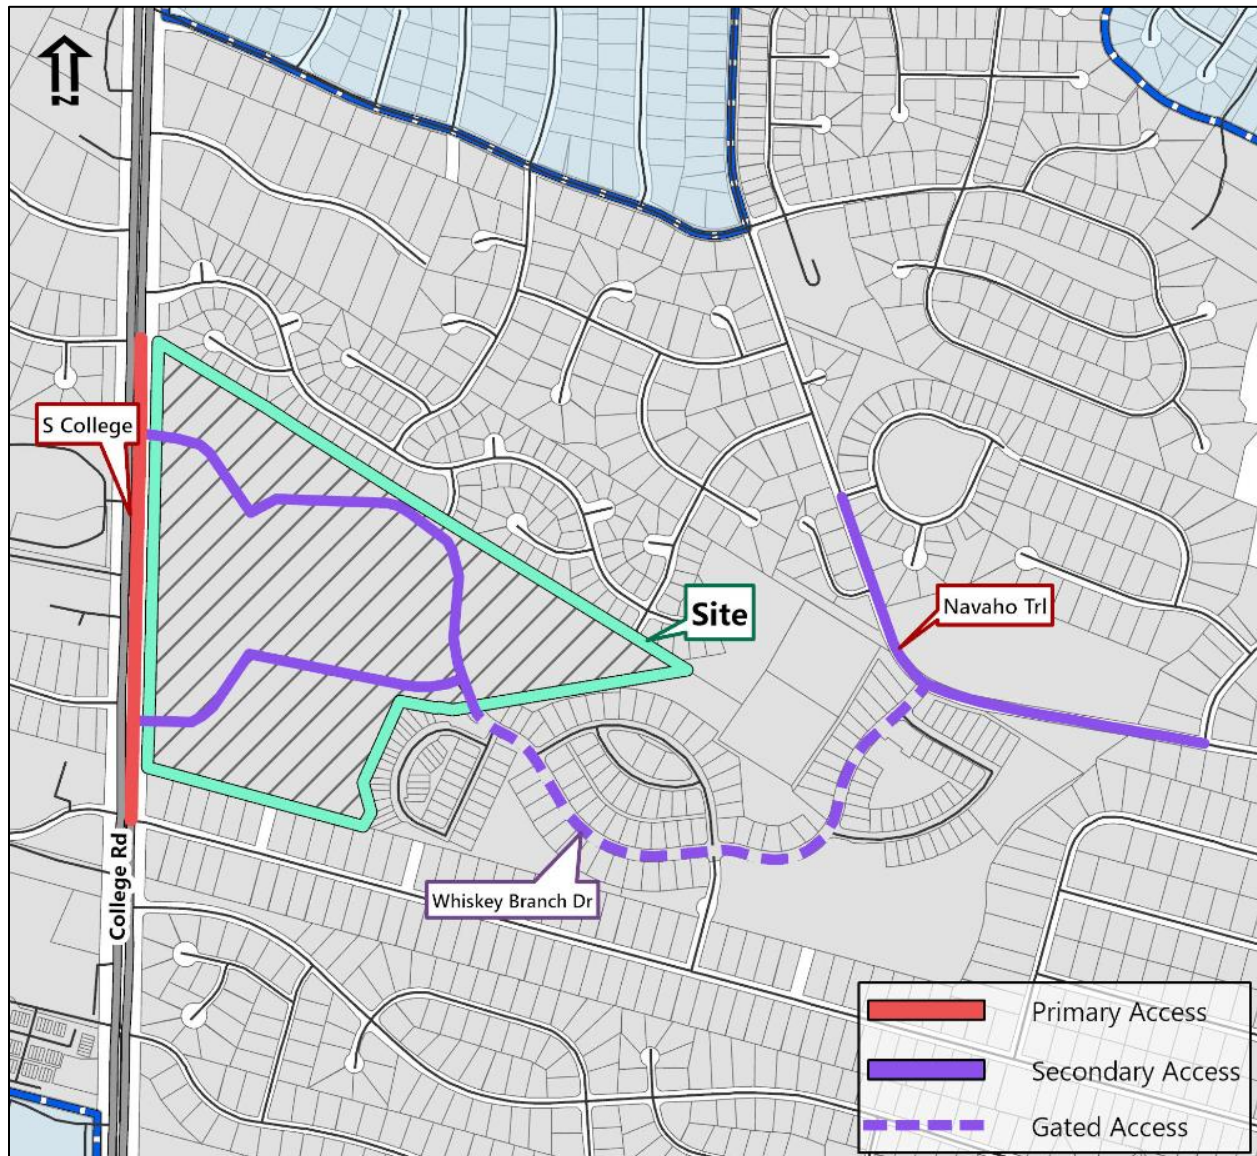 N
S College
Site
Navaho Trl
Whiskey Branch Dr
College Rd
Primary Access
Secondary Access
Gated Access